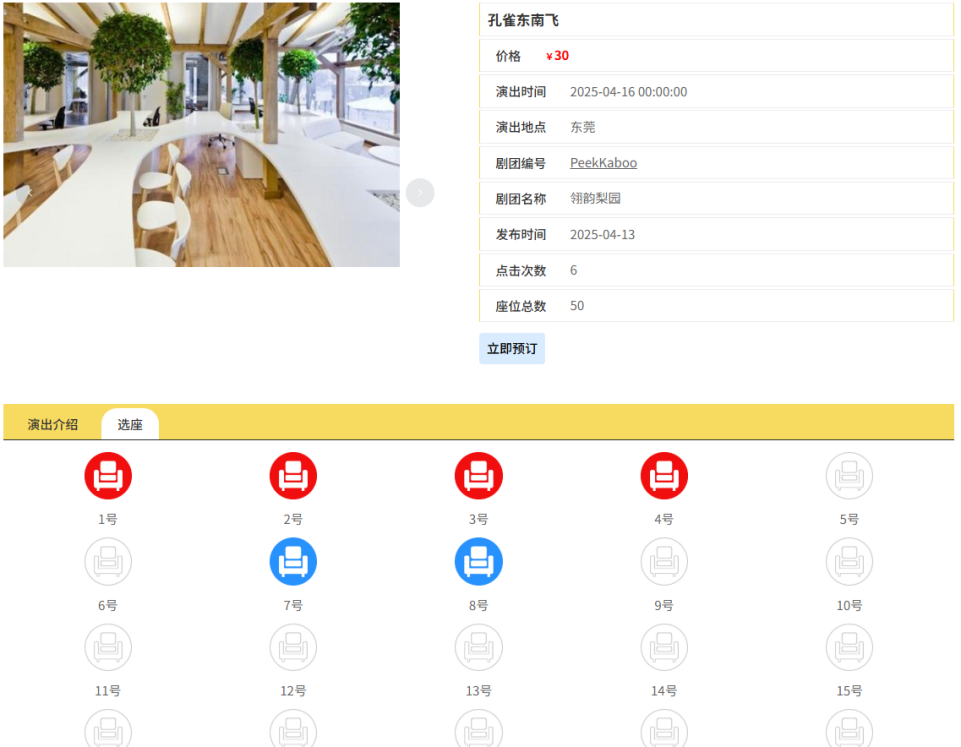 孔雀东南飞
价格 ¥30
演出时间 2025-04-16 00:00:00
演出地点 东莞
剧团编号 PeekKaboo
剧团名称 翎韵梨园
发布时间 2025-04-13
点击次数 6
座位总数 50
立即预订
演出介绍 选座
1号 2号 3号 4号 5号
6号 7号 8号 9号 10号
11号 12号 13号 14号 15号